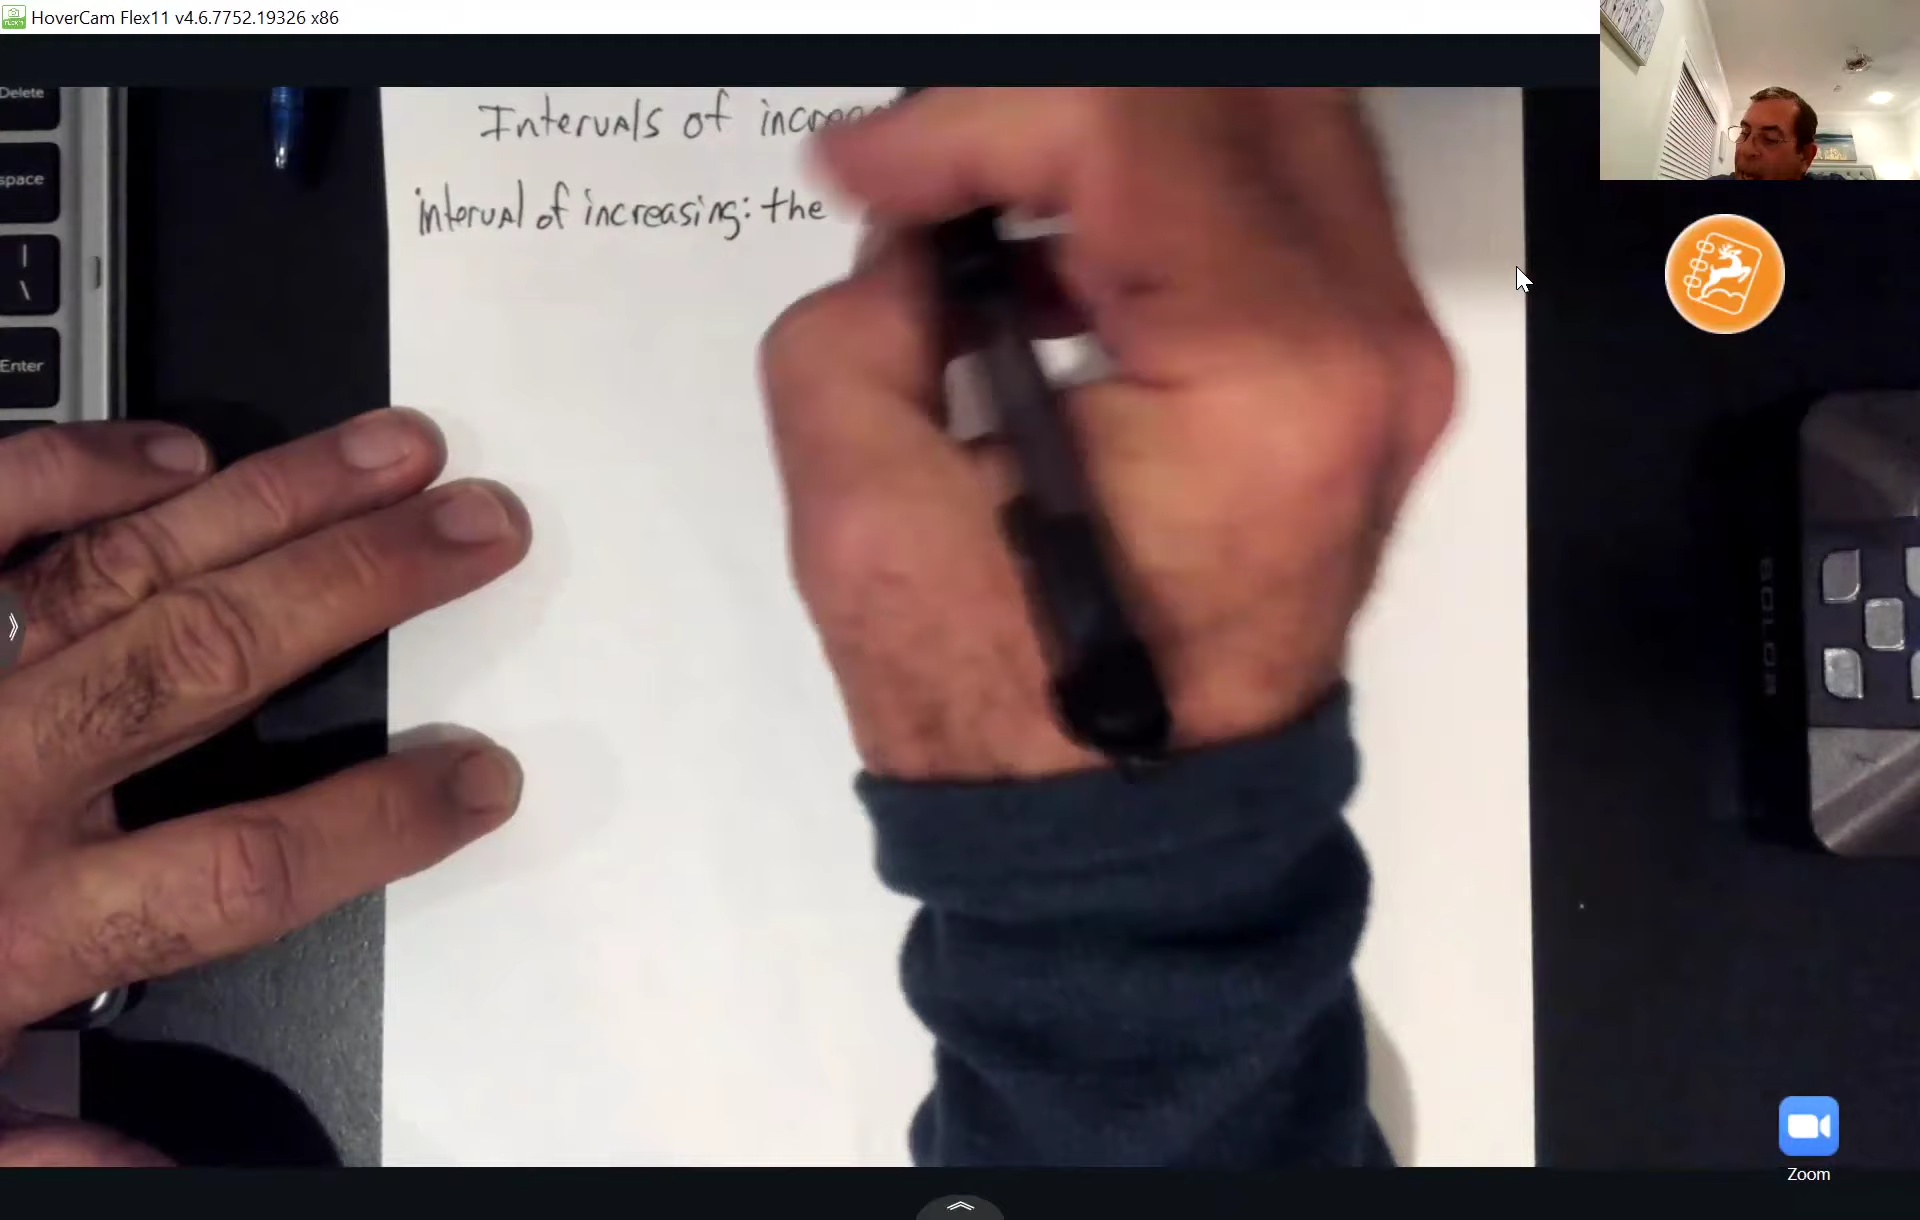 HoverCam Flex11 v4.6.7752.19326 x86
Delete
Intervals of
space
interval of increasing: the
|
\
Enter
Zoom